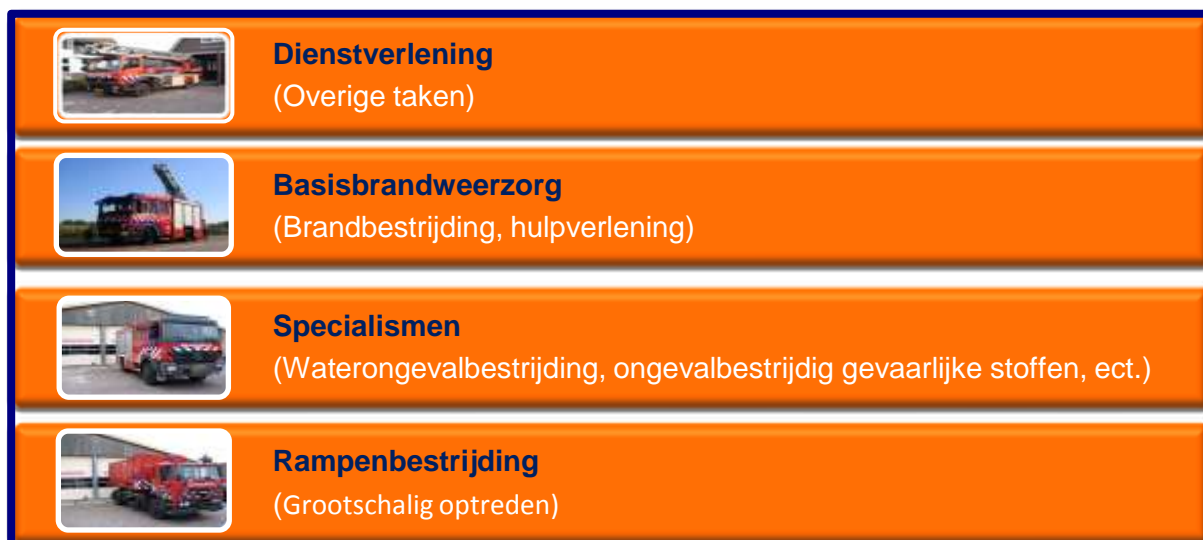 Dienstverlening
(Overige taken)
Basisbrandweerzorg
(Brandbestrijding, hulpverlening)
Specialismen
(Waterongevalbestrijding, ongevalbestrijdig gevaarlijke stoffen, ect.)
Rampenbestrijding
(Grootschalig optreden)